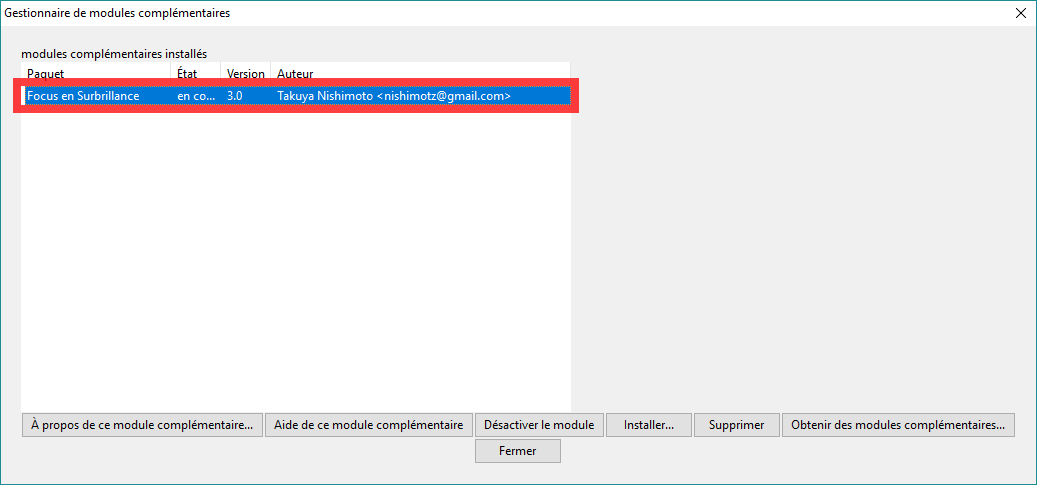 Gestionnaire de modules complémentaires
modules complémentaires installés
Paquet État Version Auteur
Focus en Surbrillance en co... 3.0 Takuya Nishimoto <nishimotz@gmail.com>
À propos de ce module complémentaire... Aide de ce module complémentaire Désactiver le module Installer... Supprimer Obtenir des modules complémentaires...
Fermer